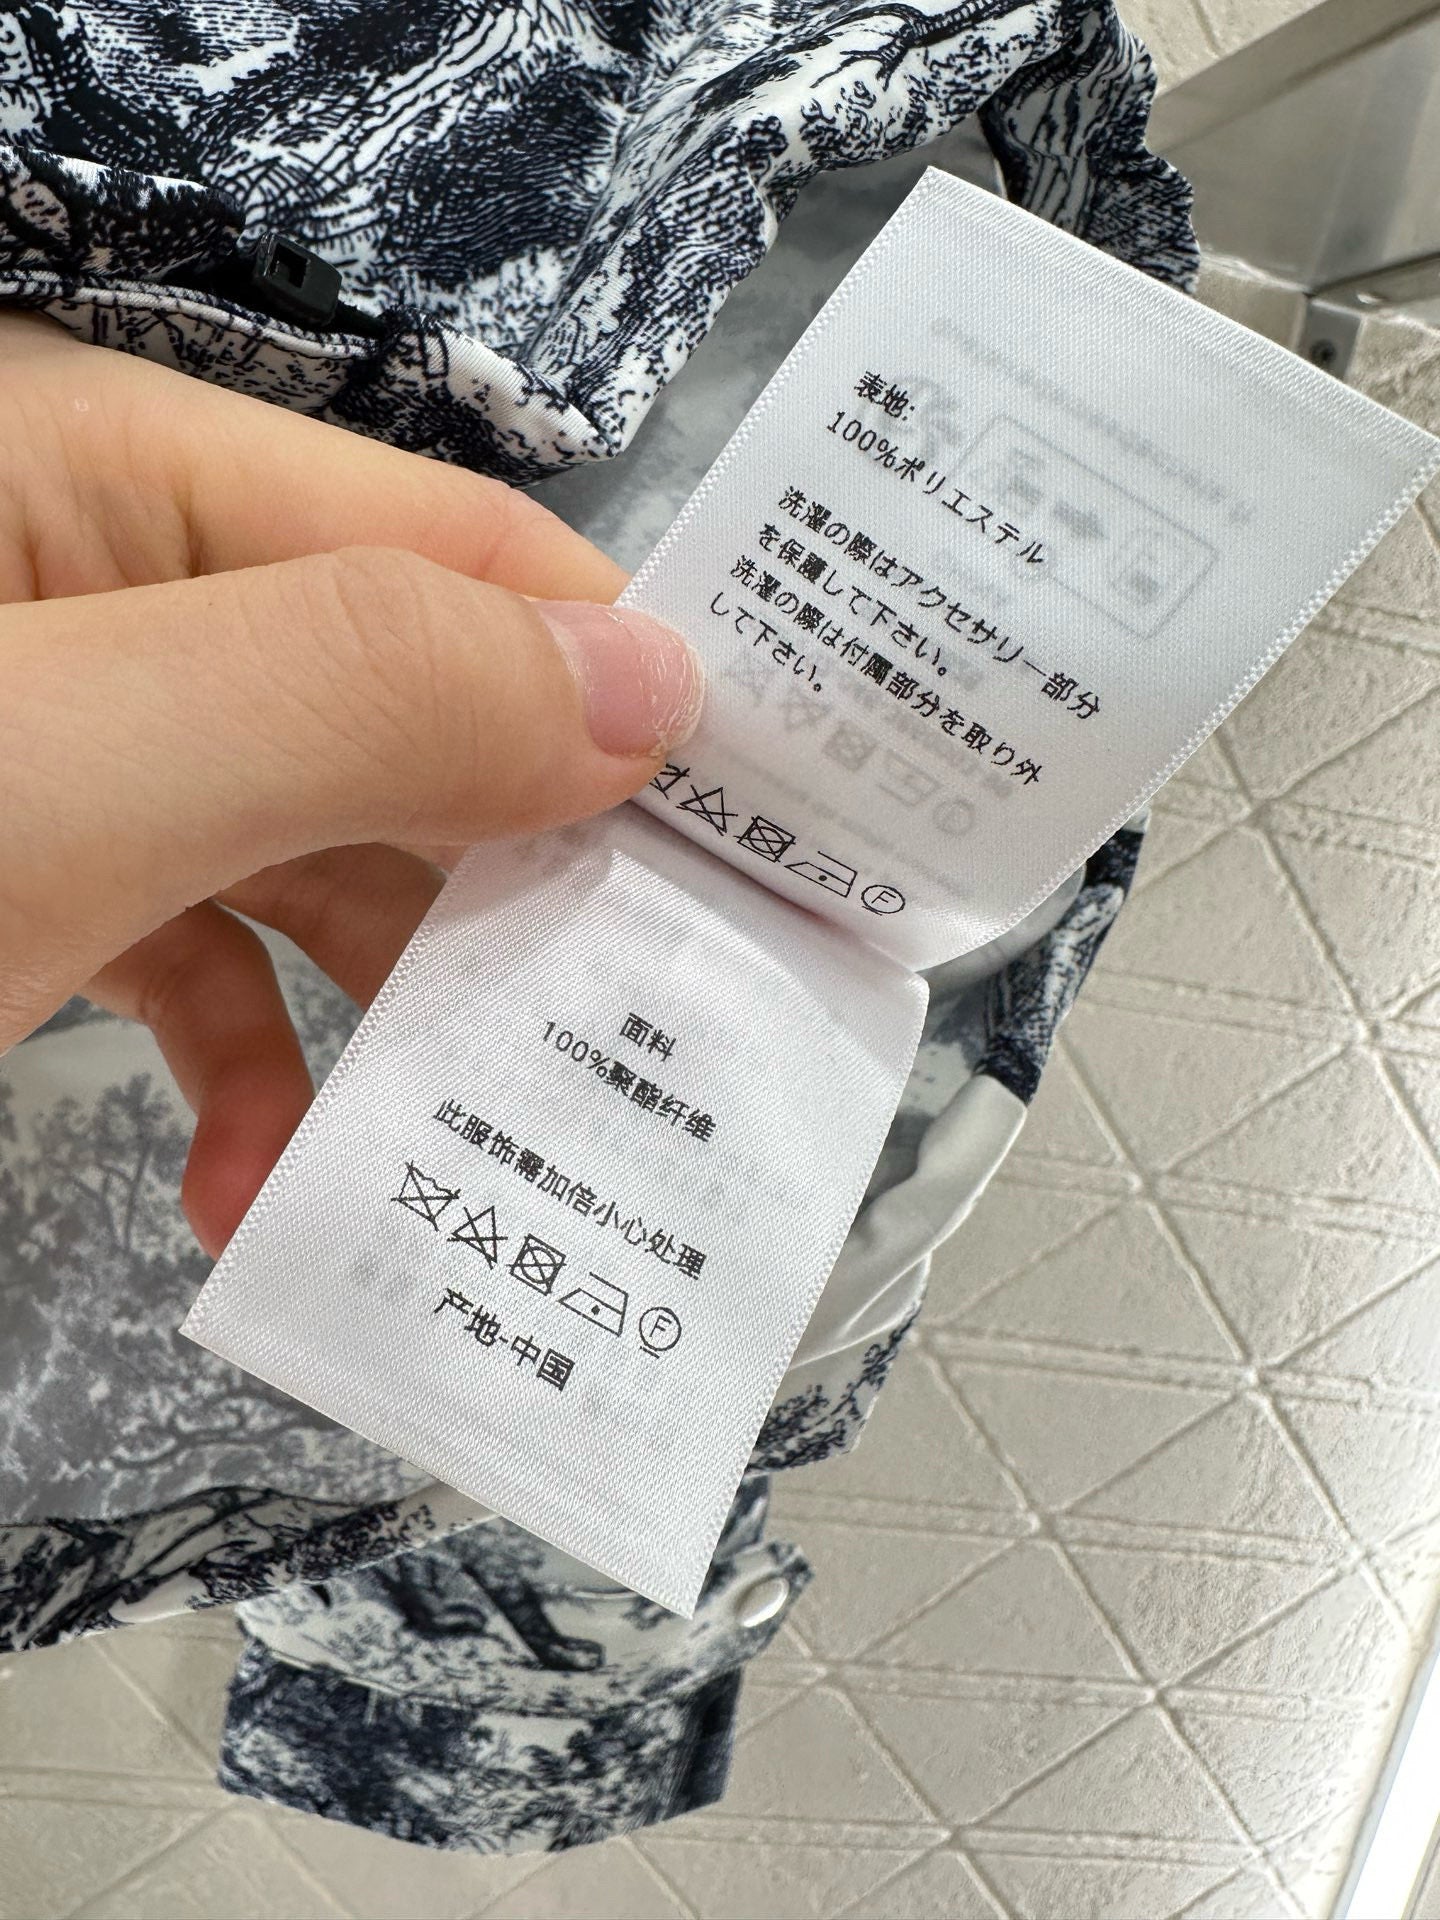 表地:
100%ポリエステル
洗濯の際はアクセサリー部分
を保護して下さい。
洗濯の際は付属部分を取り外
して下さい。
F
面料
100%聚酯纤维
此服饰需加倍小心处理
F
产地-中国